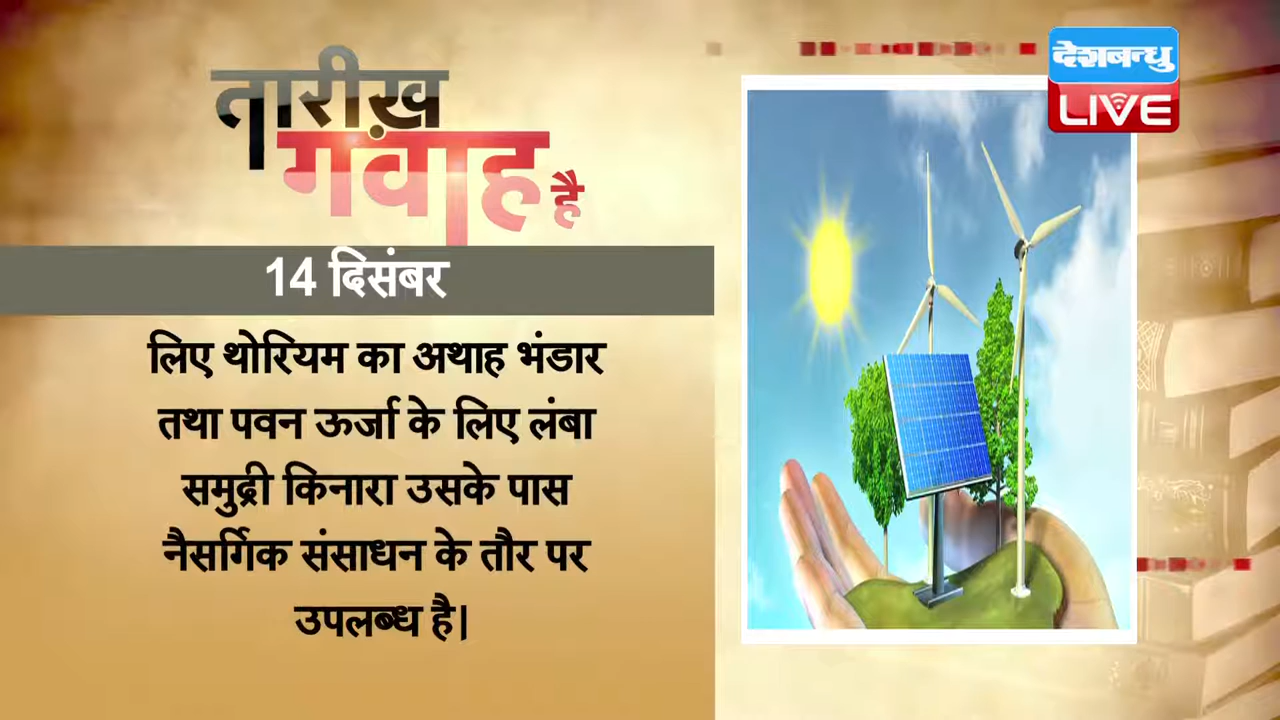 देशबन्धु
LIVE
तारीख़
गवाह है
14 दिसंबर
लिए थोरियम का अथाह भंडार
तथा पवन ऊर्जा के लिए लंबा
समुद्री किनारा उसके पास
नैसर्गिक संसाधन के तौर पर
उपलब्ध है।